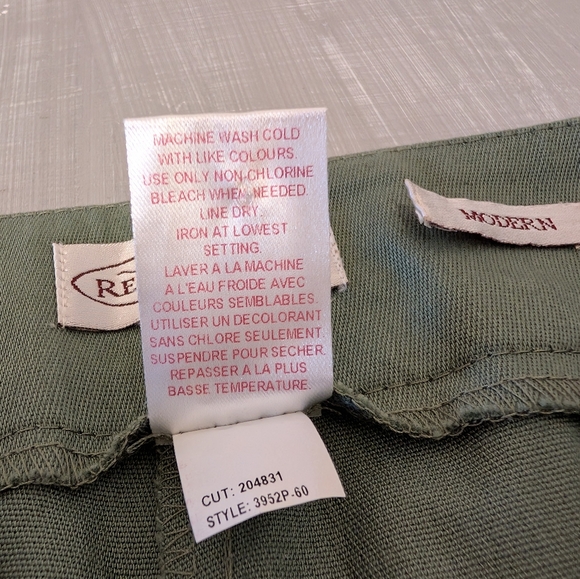 MACHINE WASH COLD
WITH LIKE COLOURS.
USE ONLY NON-CHLORINE
BLEACH WHEN NEEDED.
LINE DRY.
IRON AT LOWEST
SETTING.
LAVER A LA MACHINE
A L'EAU FROIDE AVEC
COULEURS SEMBLABLES.
UTILISER UN DECOLORANT
SANS CHLORE SEULEMENT.
SUSPENDRE POUR SECHER.
REPASSER A LA PLUS
BASSE TEMPERATURE.
CUT: 204831
STYLE: 3952P-60
MODERN